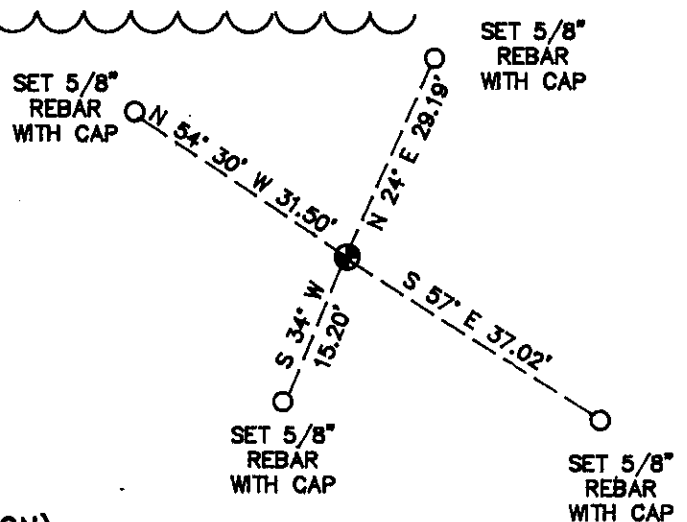 SET 5/8"
REBAR
WITH CAP
SET 5/8"
REBAR
WITH CAP
N 54° 30' W 31.50'
N 24° E 29.19'
S 34° W
15.20'
S 57° E 37.02'
SET 5/8"
REBAR
WITH CAP
SET 5/8"
REBAR
WITH CAP